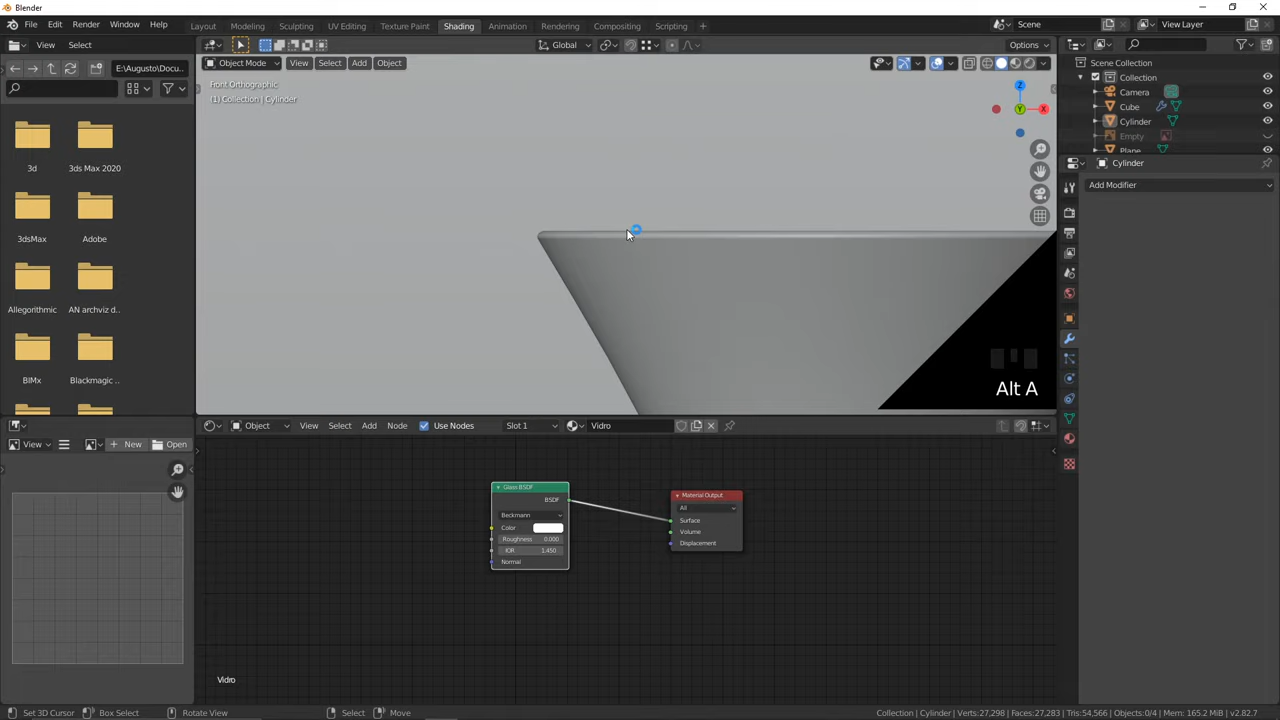 Blender
File Edit Render Window Help Layout Modeling Sculpting UV Editing Texture Paint Shading Animation Rendering Compositing Scripting Scene View Layer
View Select Global Options
E:\Augusto\Docu...
Object Mode View Select Add Object
Front Orthographic
(1) Collection | Cylinder
Z
Y X
Scene Collection
Collection
Camera
Cube
Cylinder
Empty
Plane
Cylinder
Add Modifier
3d 3ds Max 2020
3dsMax Adobe
Allegorithmic AN archviz d..
BIMx Blackmagic ..
Alt A
View New Open
Object View Select Add Node Use Nodes Slot 1 Vidro
Glass BSDF
BSDF
Beckmann
Color
Roughness 0.000
IOR 1.450
Normal
Material Output
All
Surface
Volume
Displacement
Vidro
Set 3D Cursor Box Select Rotate View Select Move Collection | Cylinder | Verts:27,298 | Faces:27,283 | Tris:54,566 | Objects:0/4 | Mem: 165.2 MiB | v2.82.7